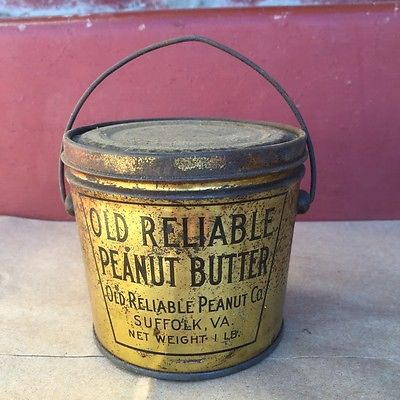 OLD RELIABLE
PEANUT BUTTER
OLD RELIABLE PEANUT CO.
SUFFOLK, VA.
NET WEIGHT 1 LB.